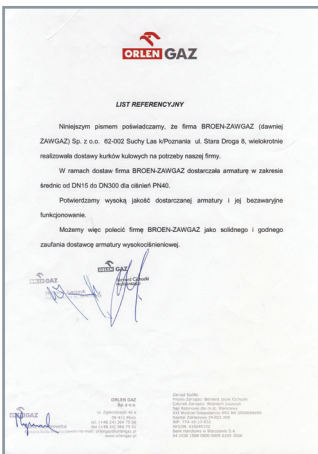 ORLEN GAZ
LIST REFERENCYJNY
Niniejszym pismem poświadczamy, że firma BROEN-ZAWGAZ (dawniej
ZAWGAZ) Sp. z o.o. 62-002 Suchy Las k/Poznania ul. Stara Droga 8, wielokrotnie
realizowała dostawy kurków kulowych na potrzeby naszej firmy.
W ramach dostaw firma BROEN-ZAWGAZ dostarczała armaturę w zakresie
średnic od DN15 do DN300 dla ciśnień PN40.
Potwierdzamy wysoką jakość dostarczanej armatury i jej bezawaryjne
funkcjonowanie.
Możemy więc polecić firmę BROEN-ZAWGAZ jako solidnego i godnego
zaufania dostawcę armatury wysokociśnieniowej.
ORLEN GAZ
ORLEN GAZ
Sp. z o.o.